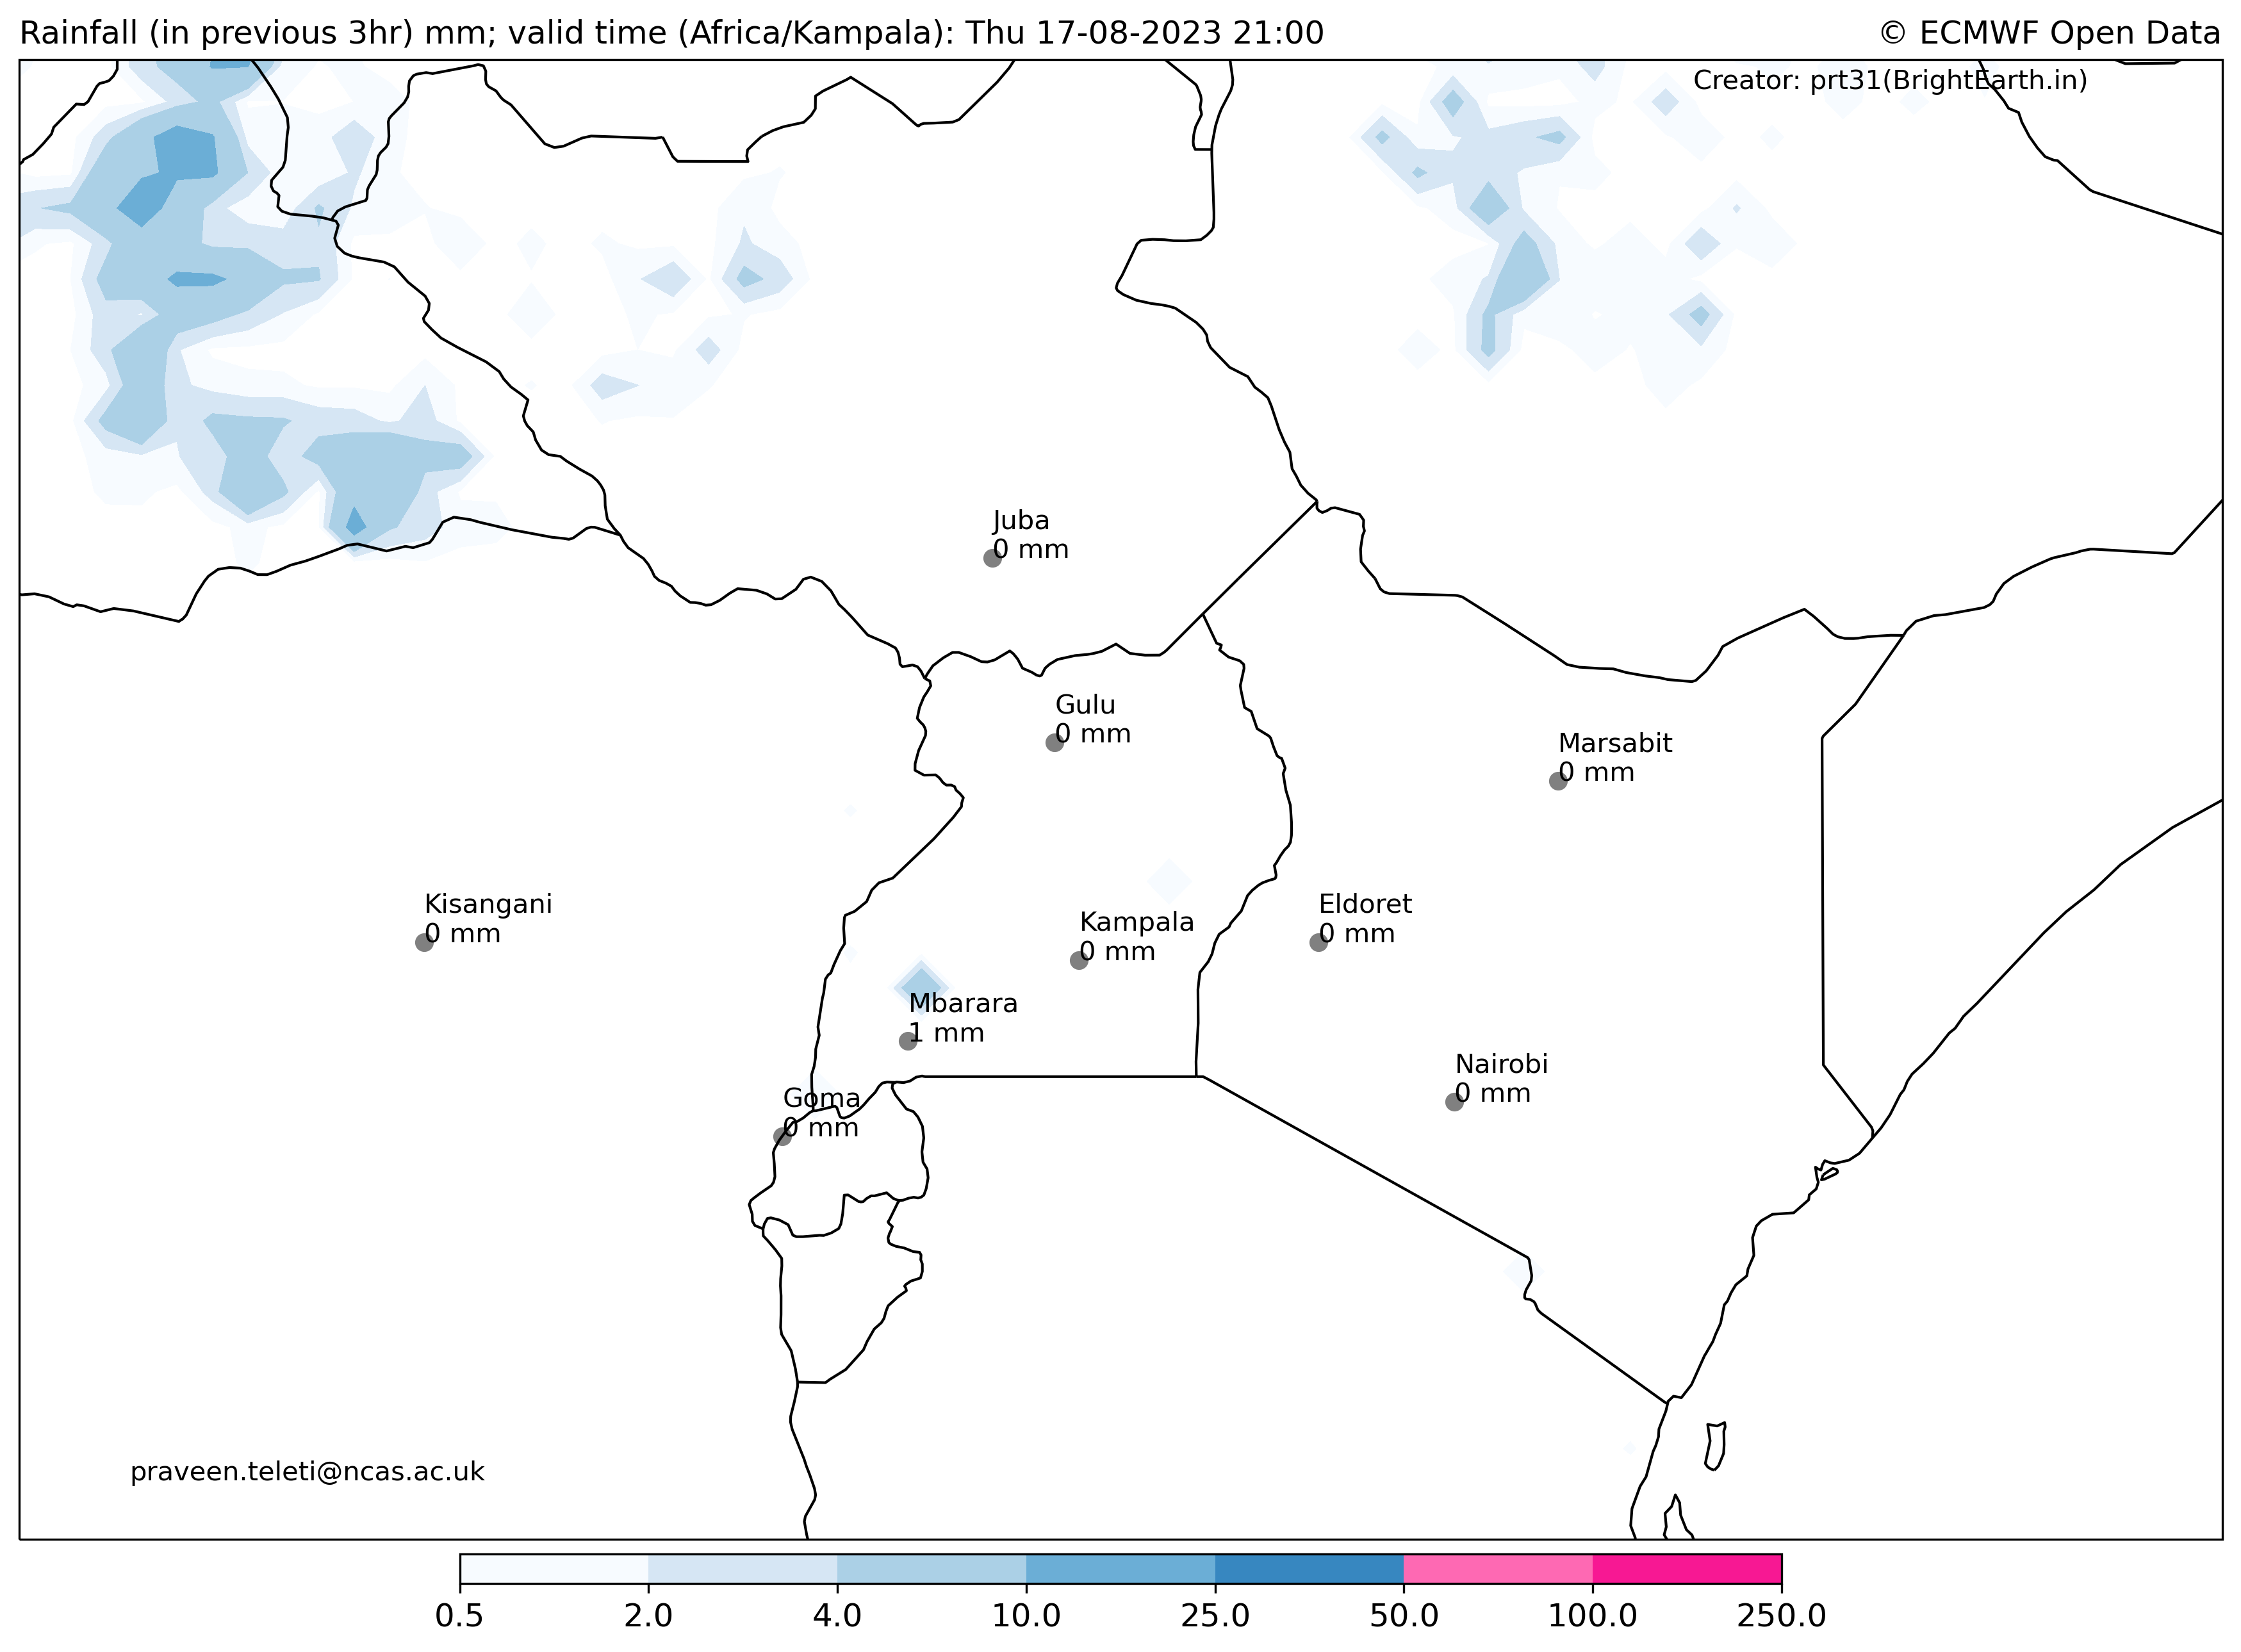 Rainfall (in previous 3hr) mm; valid time (Africa/Kampala): Thu 17-08-2023 21:00
© ECMWF Open Data
Creator: prt31(BrightEarth.in)
Juba
0 mm
Gulu
0 mm
Marsabit
0 mm
Kisangani
0 mm
Kampala
0 mm
Eldoret
0 mm
Mbarara
1 mm
Nairobi
0 mm
Goma
0 mm
praveen.teleti@ncas.ac.uk
0.5 2.0 4.0 10.0 25.0 50.0 100.0 250.0